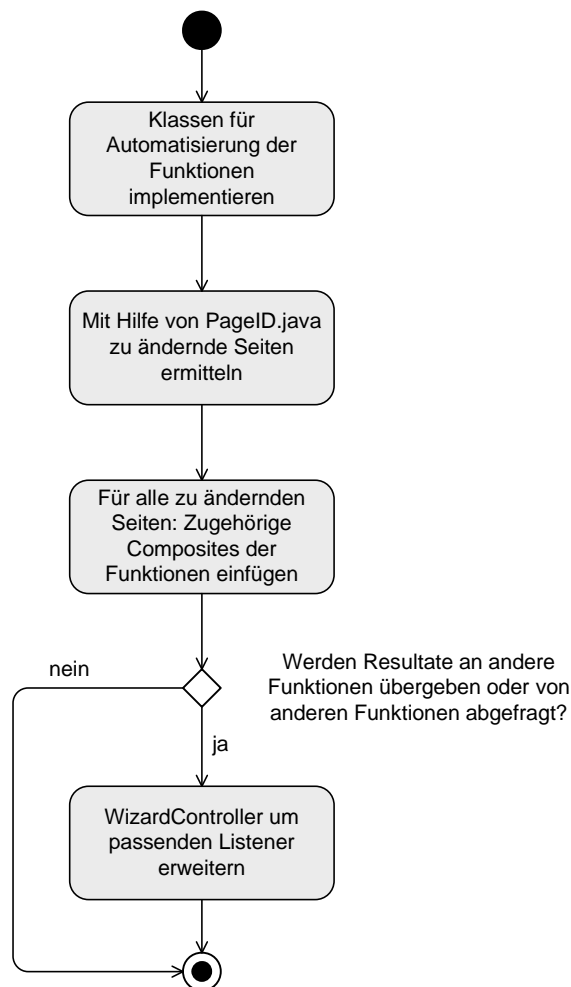 Klassen für
Automatisierung der
Funktionen
implementieren
Mit Hilfe von PageID.java
zu ändernde Seiten
ermitteln
Für alle zu ändernden
Seiten: Zugehörige
Composites der
Funktionen einfügen
nein
Werden Resultate an andere
Funktionen übergeben oder von
anderen Funktionen abgefragt?
ja
WizardController um
passenden Listener
erweitern